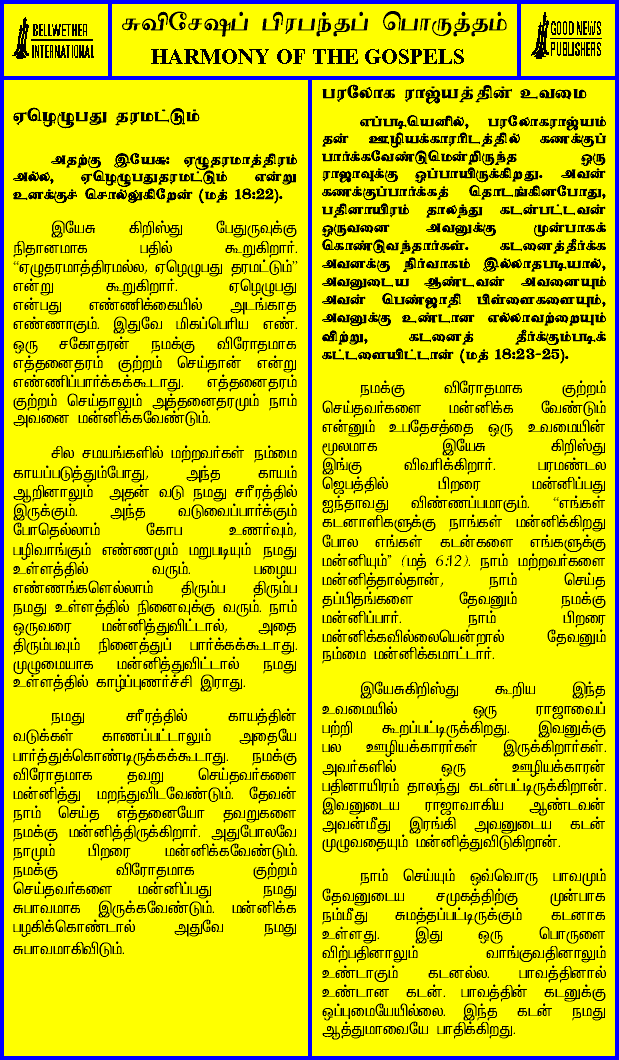 BELLWETHER
INTERNATIONAL
சுவிசேஷப் பிரபந்தப் பொருத்தம்
HARMONY OF THE GOSPELS
GOOD NEWS
PUBLISHERS
ஏழெழுபது தரமட்டும்
அதற்கு இயேசு: ஏழுதரமாத்திரம்
அல்ல, ஏழெழுபதுதரமட்டும் என்று
உனக்குச் சொல்லுகிறேன் (மத் 18:22).
இயேசு கிறிஸ்து பேதுருவுக்கு
நிதானமாக பதில் கூறுகிறார்.
“ஏழுதரமாத்திரமல்ல, ஏழெழுபது தரமட்டும்”
என்று கூறுகிறார். ஏழெழுபது
என்பது எண்ணிக்கையில் அடங்காத
எண்ணாகும். இதுவே மிகப்பெரிய எண்.
ஒரு சகோதரன் நமக்கு விரோதமாக
எத்தனைதரம் குற்றம் செய்தான் என்று
எண்ணிப்பார்க்கக்கூடாது. எத்தனைதரம்
குற்றம் செய்தாலும் அத்தனைதரமும் நாம்
அவனை மன்னிக்கவேண்டும்.
சில சமயங்களில் மற்றவர்கள் நம்மை
காயப்படுத்தும்போது, அந்த காயம்
ஆறினாலும் அதன் வடு நமது சரீரத்தில்
இருக்கும். அந்த வடுவைப்பார்க்கும்
போதெல்லாம் கோப உணர்வும்,
பழிவாங்கும் எண்ணமும் மறுபடியும் நமது
உள்ளத்தில் வரும். பழைய
எண்ணங்களெல்லாம் திரும்ப திரும்ப
நமது உள்ளத்தில் நினைவுக்கு வரும். நாம்
ஒருவரை மன்னித்துவிட்டால், அதை
திரும்பவும் நினைத்துப் பார்க்கக்கூடாது.
முழுமையாக மன்னித்துவிட்டால் நமது
உள்ளத்தில் காழ்ப்புணர்ச்சி இராது.
நமது சரீரத்தில் காயத்தின்
வடுக்கள் காணப்பட்டாலும் அதையே
பார்த்துக்கொண்டிருக்கக்கூடாது. நமக்கு
விரோதமாக தவறு செய்தவர்களை
மன்னித்து மறந்துவிடவேண்டும். தேவன்
நாம் செய்த எத்தனையோ தவறுகளை
நமக்கு மன்னித்திருக்கிறார். அதுபோலவே
நாமும் பிறரை மன்னிக்கவேண்டும்.
நமக்கு விரோதமாக குற்றம்
செய்தவர்களை மன்னிப்பது நமது
சுபாவமாக இருக்கவேண்டும். மன்னிக்க
பழகிக்கொண்டால் அதுவே நமது
சுபாவமாகிவிடும்.
பரலோக ராஜ்யத்தின் உவமை
எப்படியெனில், பரலோகராஜ்யம்
தன் ஊழியக்காரரிடத்தில் கணக்குப்
பார்க்கவேண்டுமென்றிருந்த ஒரு
ராஜாவுக்கு ஒப்பாயிருக்கிறது. அவன்
கணக்குப்பார்க்கத் தொடங்கினபோது,
பதினாயிரம் தாலந்து கடன்பட்டவன்
ஒருவனை அவனுக்கு முன்பாகக்
கொண்டுவந்தார்கள். கடனைத்தீர்க்க
அவனக்கு நிர்வாகம் இல்லாதபடியால்,
அவனுடைய ஆண்டவன் அவனையும்
அவன் பெண்ஜாதி பிள்ளைகளையும்,
அவனுக்கு உண்டான எல்லாவற்றையும்
விற்று, கடனைத் தீர்க்கும்படிக்
கட்டளையிட்டான் (மத் 18:23-25).
நமக்கு விரோதமாக குற்றம்
செய்தவர்களை மன்னிக்க வேண்டும்
என்னும் உபதேசத்தை ஒரு உவமையின்
மூலமாக இயேசு கிறிஸ்து
இங்கு விவரிக்கிறார். பரமண்டல
ஜெபத்தில் பிறரை மன்னிப்பது
ஐந்தாவது விண்ணப்பமாகும். “எங்கள்
கடனாளிகளுக்கு நாங்கள் மன்னிக்கிறது
போல எங்கள் கடன்களை எங்களுக்கு
மன்னியும்” (மத் 6:12). நாம் மற்றவர்களை
மன்னித்தால்தான், நாம் செய்த
தப்பிதங்களை தேவனும் நமக்கு
மன்னிப்பார். நாம் பிறரை
மன்னிக்கவில்லையென்றால் தேவனும்
நம்மை மன்னிக்கமாட்டார்.
இயேசுகிறிஸ்து கூறிய இந்த
உவமையில் ஒரு ராஜாவைப்
பற்றி கூறப்பட்டிருக்கிறது. இவனுக்கு
பல ஊழியக்காரர்கள் இருக்கிறார்கள்.
அவர்களில் ஒரு ஊழியக்காரன்
பதினாயிரம் தாலந்து கடன்பட்டிருக்கிறான்.
இவனுடைய ராஜாவாகிய ஆண்டவன்
அவன்மீது இரங்கி அவனுடைய கடன்
முழுவதையும் மன்னித்துவிடுகிறான்.
நாம் செய்யும் ஒவ்வொரு பாவமும்
தேவனுடைய சமுகத்திற்கு முன்பாக
நம்மீது சுமத்தப்பட்டிருக்கும் கடனாக
உள்ளது. இது ஒரு பொருளை
விற்பதினாலும் வாங்குவதினாலும்
உண்டாகும் கடனல்ல. பாவத்தினால்
உண்டான கடன். பாவத்தின் கடனுக்கு
ஒப்புமையேயில்லை. இந்த கடன் நமது
ஆத்துமாவையே பாதிக்கிறது.